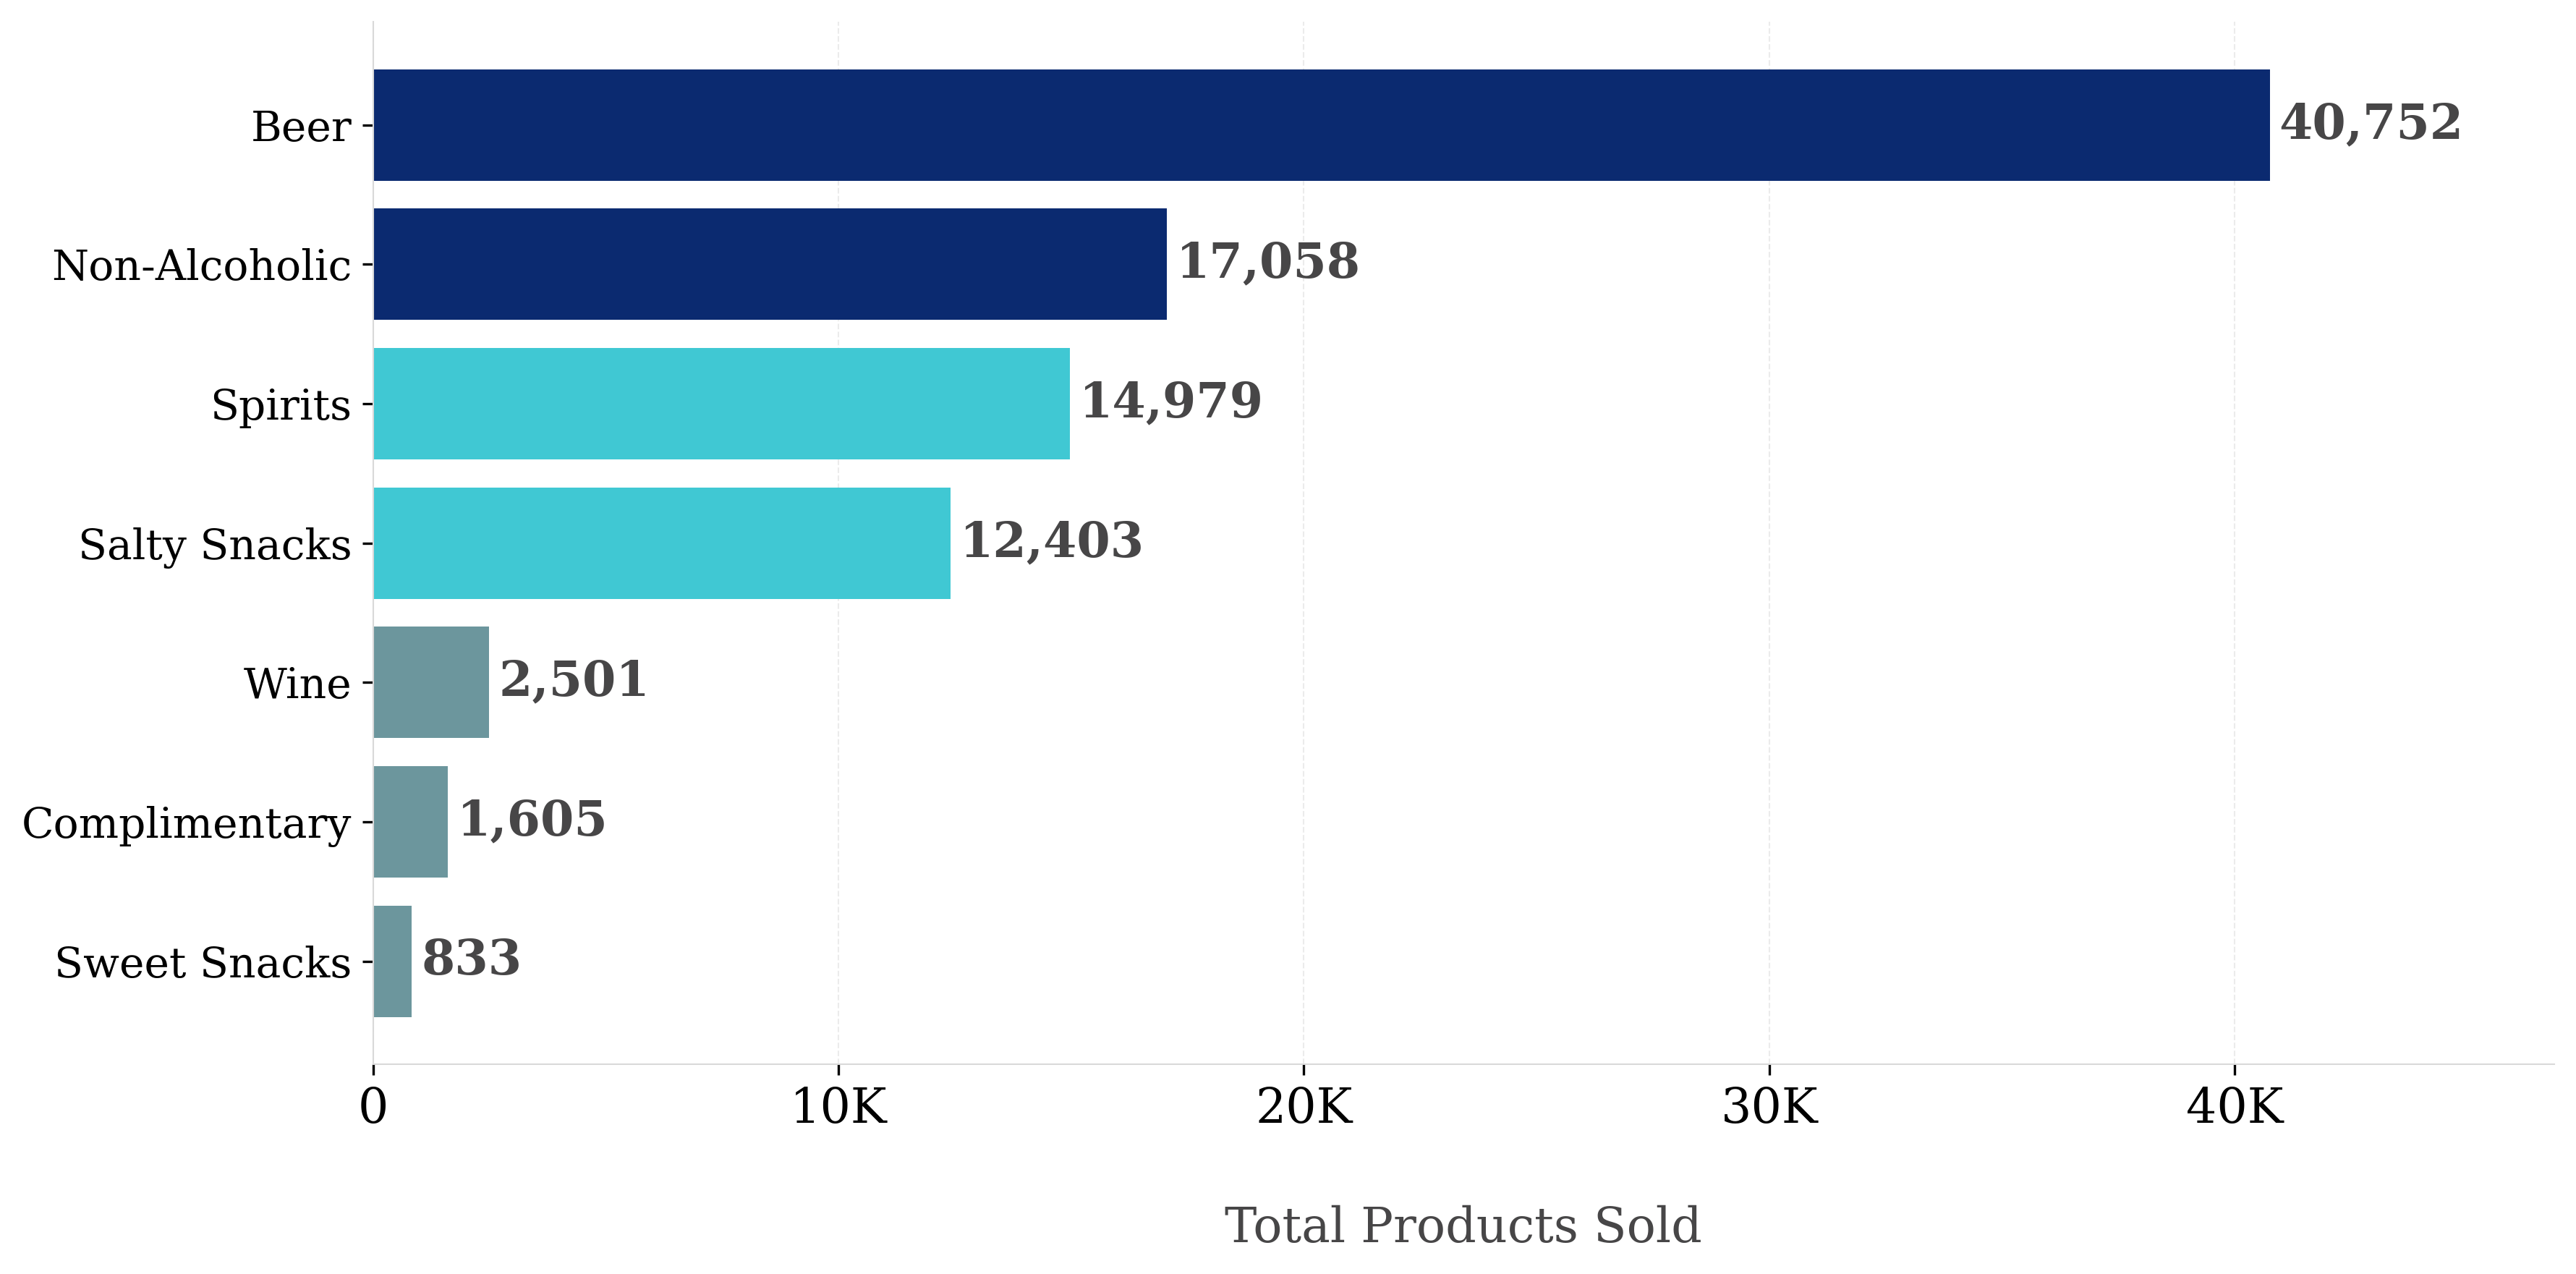 Beer 40,752
Non-Alcoholic 17,058
Spirits 14,979
Salty Snacks 12,403
Wine 2,501
Complimentary 1,605
Sweet Snacks 833
0 10K 20K 30K 40K
Total Products Sold